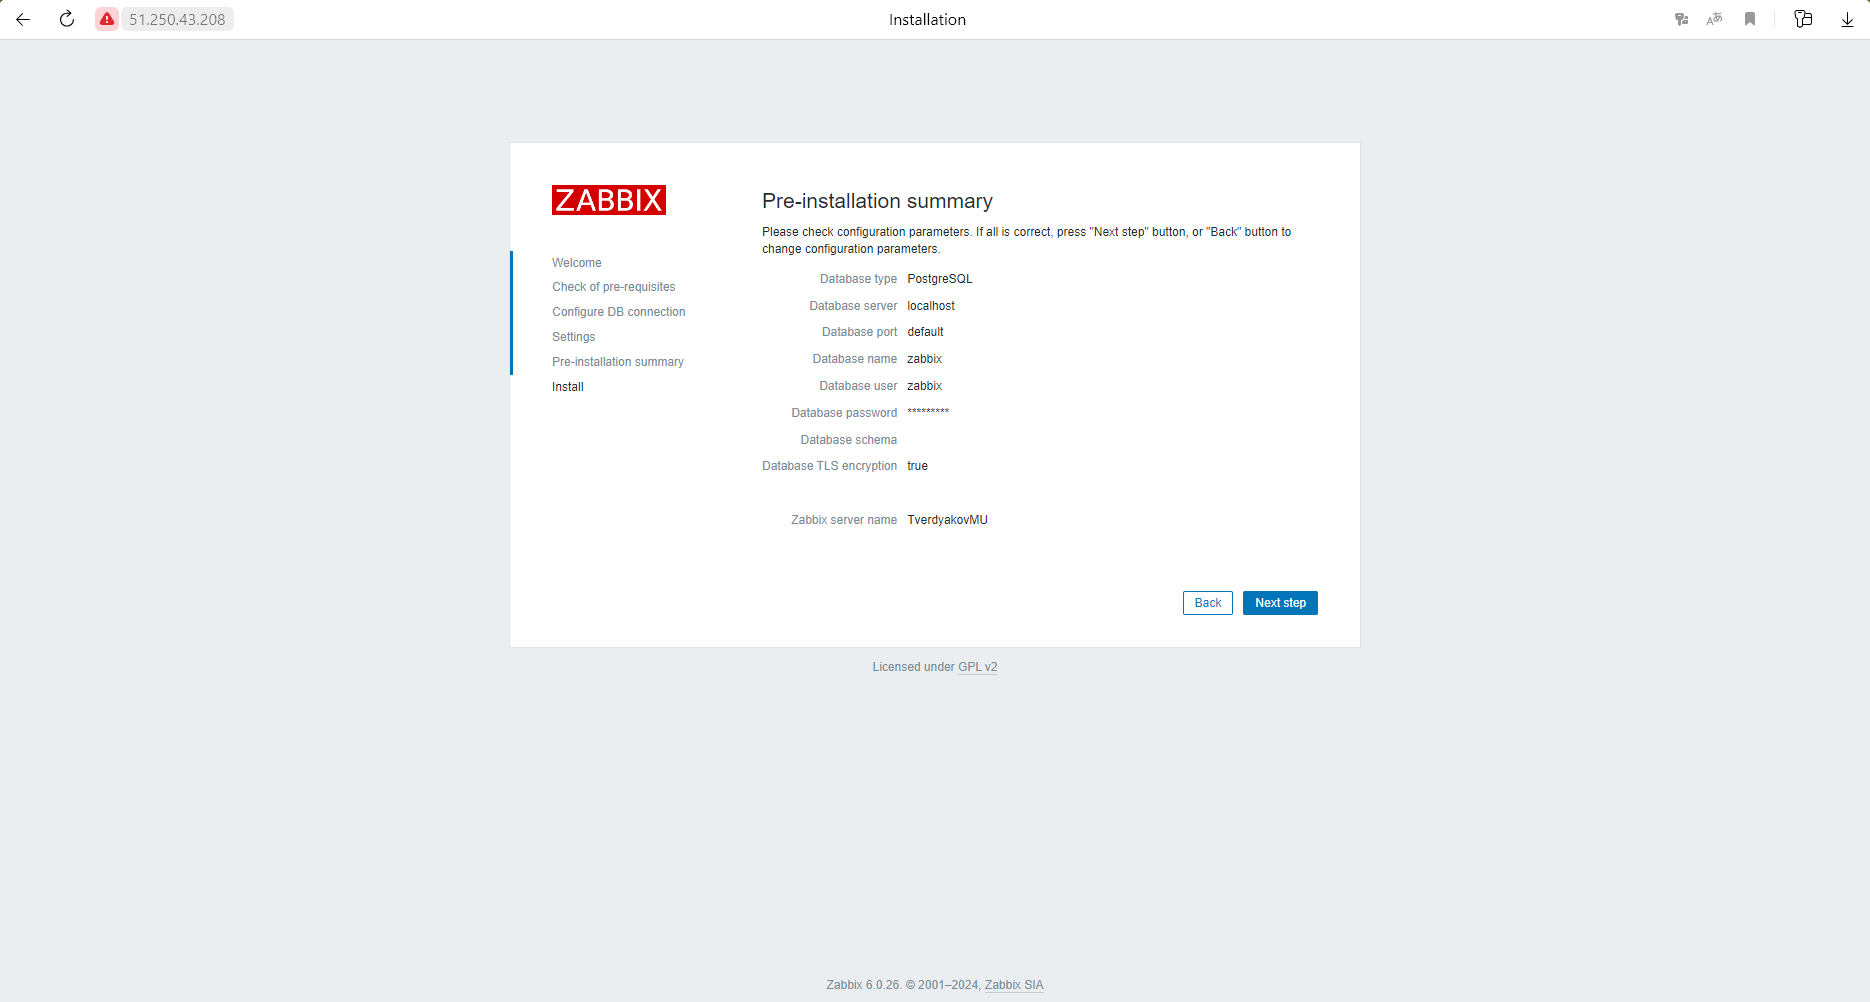 51.250.43.208
Installation
ZABBIX
Welcome
Check of pre-requisites
Configure DB connection
Settings
Pre-installation summary
Install
Pre-installation summary
Please check configuration parameters. If all is correct, press "Next step" button, or "Back" button to
change configuration parameters.
Database type PostgreSQL
Database server localhost
Database port default
Database name zabbix
Database user zabbix
Database password *********
Database schema
Database TLS encryption true
Zabbix server name TverdyakovMU
Back Next step
Licensed under GPL v2
Zabbix 6.0.26. © 2001–2024, Zabbix SIA